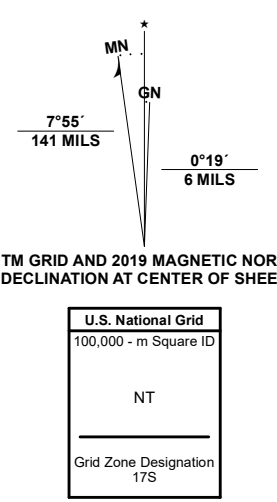 ★
MN
GN
7°55´
141 MILS
0°19´
6 MILS
TM GRID AND 2019 MAGNETIC NOR
DECLINATION AT CENTER OF SHEE
U.S. National Grid
100,000 - m Square ID
NT
Grid Zone Designation
17S